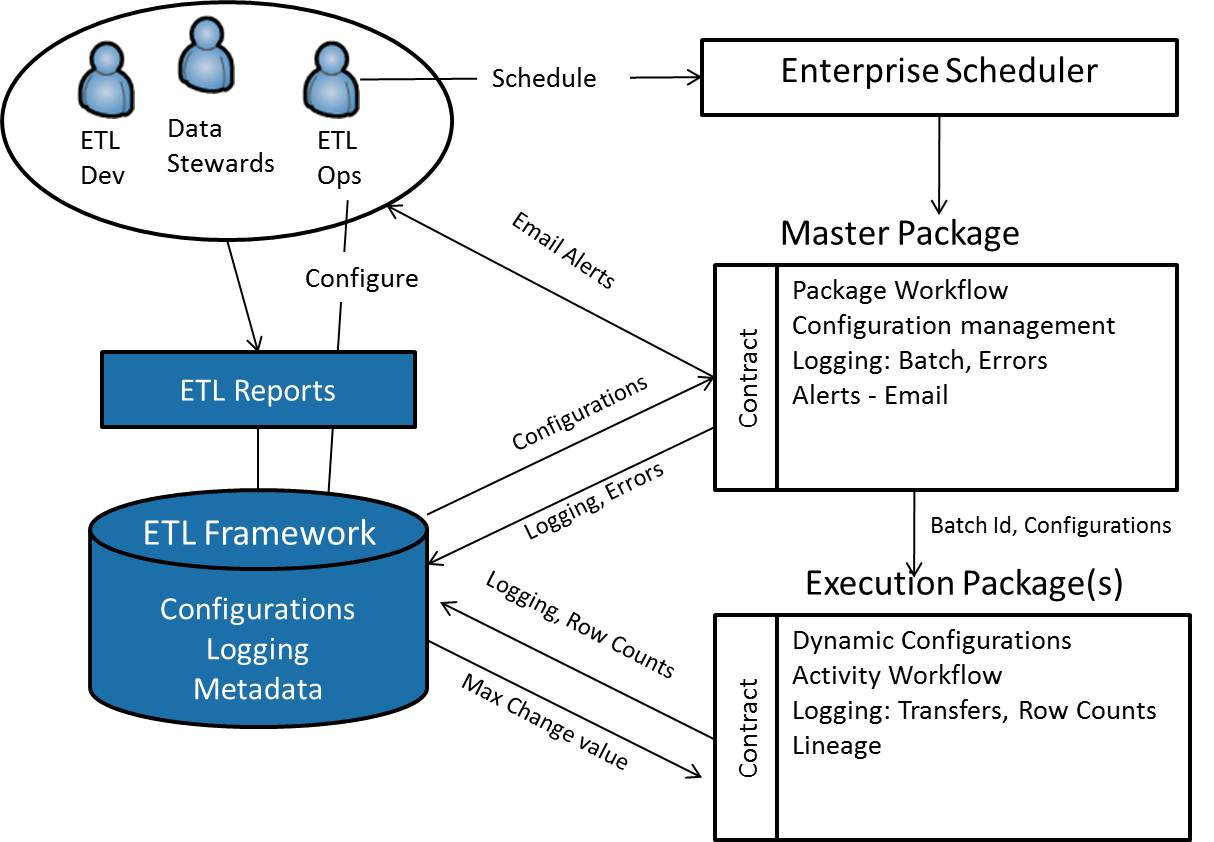 Schedule
Enterprise Scheduler
ETL
Dev
Data
Stewards
ETL
Ops
Email Alerts
Master Package
Configure
Contract
Package Workflow
Configuration management
Logging: Batch, Errors
Alerts - Email
ETL Reports
Configurations
Logging, Errors
ETL Framework
Configurations
Logging
Metadata
Batch Id, Configurations
Execution Package(s)
Logging, Row Counts
Max Change value
Contract
Dynamic Configurations
Activity Workflow
Logging: Transfers, Row Counts
Lineage